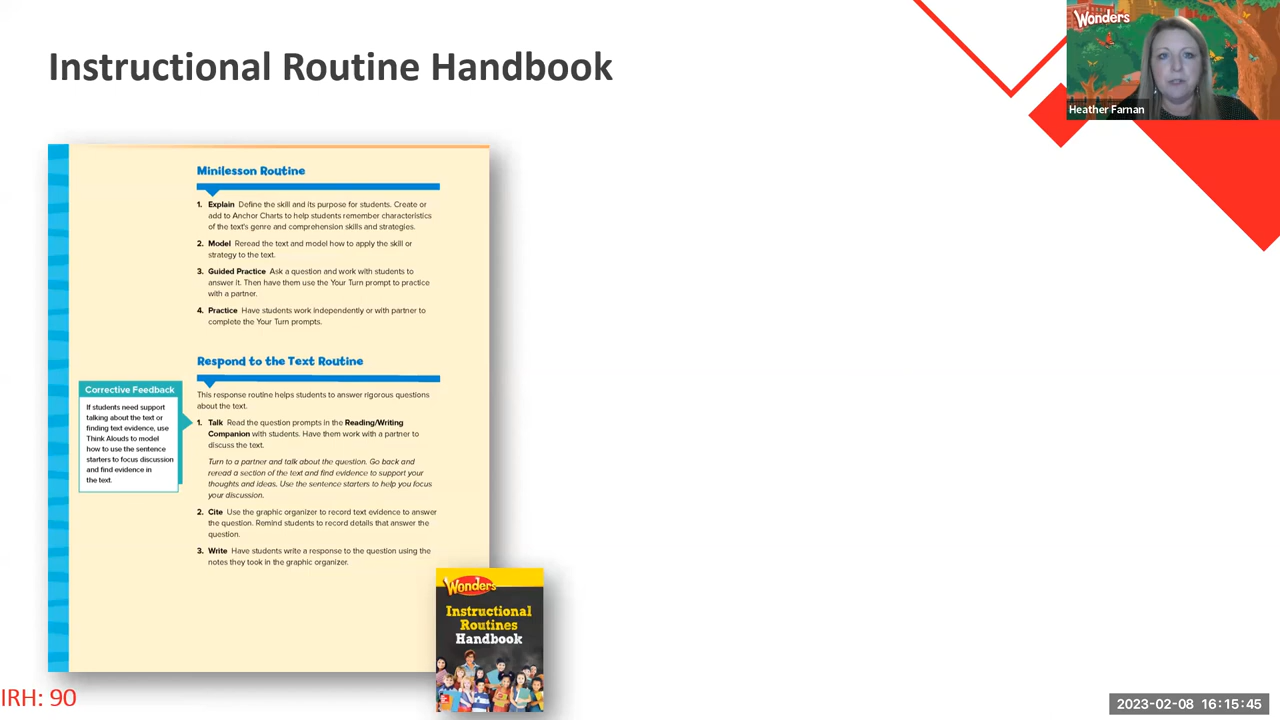 Instructional Routine Handbook
Wonders
Heather Farnan
Minilesson Routine
1. Explain Define the skill and its purpose for students. Create or
add to Anchor Charts to help students remember characteristics
of the text's genre and comprehension skills and strategies.
2. Model Reread the text and model how to apply the skill or
strategy to the text.
3. Guided Practice Ask a question and work with students to
answer it. Then have them use the Your Turn prompt to practice
with a partner.
4. Practice Have students work independently or with partner to
complete the Your Turn prompts.
Respond to the Text Routine
This response routine helps students to answer rigorous questions
about the text.
1. Talk Read the question prompts in the Reading/Writing
Companion with students. Have them work with a partner to
discuss the text.
Turn to a partner and talk about the question. Go back and
reread a section of the text and find evidence to support your
thoughts and ideas. Use the sentence starters to help you focus
your discussion.
2. Cite Use the graphic organizer to record text evidence to answer
the question. Remind students to record details that answer the
question.
3. Write Have students write a response to the question using the
notes they took in the graphic organizer.
Corrective Feedback
If students need support
talking about the text or
finding text evidence, use
Think Alouds to model
how to use the sentence
starters to focus discussion
and find evidence in
the text.
Wonders
Instructional
Routines
Handbook
IRH: 90
2023-02-08 16:15:45